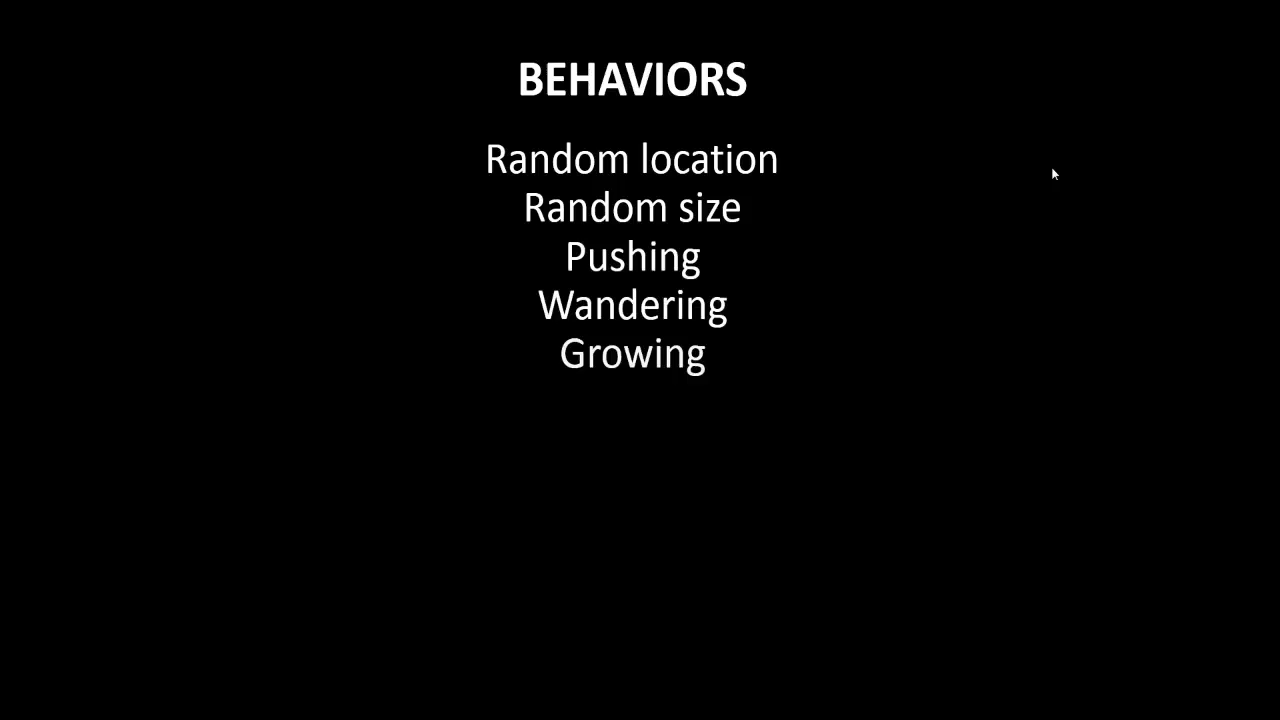 BEHAVIORS
Random location
Random size
Pushing
Wandering
Growing